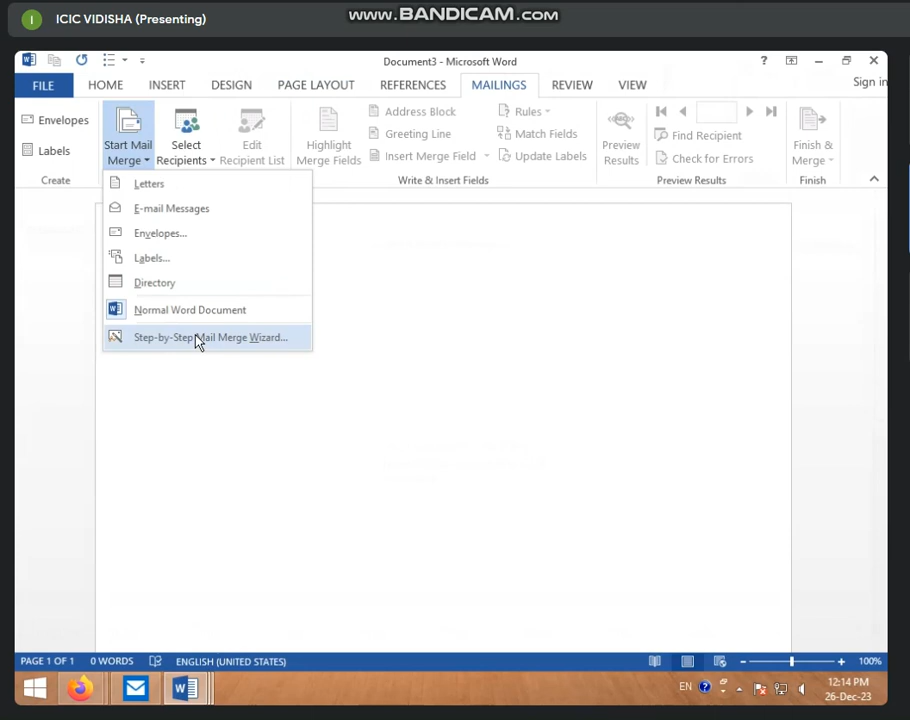 www.BANDICAM.com
I ICIC VIDISHA (Presenting)
Document3 - Microsoft Word
?
FILE HOME INSERT DESIGN PAGE LAYOUT REFERENCES MAILINGS REVIEW VIEW Sign in
Envelopes
Labels
Create
Start Mail
Merge
Select
Recipients
Edit
Recipient List
Highlight
Merge Fields
Address Block
Greeting Line
Insert Merge Field
Rules
Match Fields
Update Labels
Write & Insert Fields
ABC
Preview
Results
Find Recipient
Check for Errors
Preview Results
Finish &
Merge
Finish
Letters
E-mail Messages
Envelopes...
Labels...
Directory
Normal Word Document
Step-by-Step Mail Merge Wizard...
PAGE 1 OF 1 0 WORDS ENGLISH (UNITED STATES) 100%
EN ? 12:14 PM
26-Dec-23